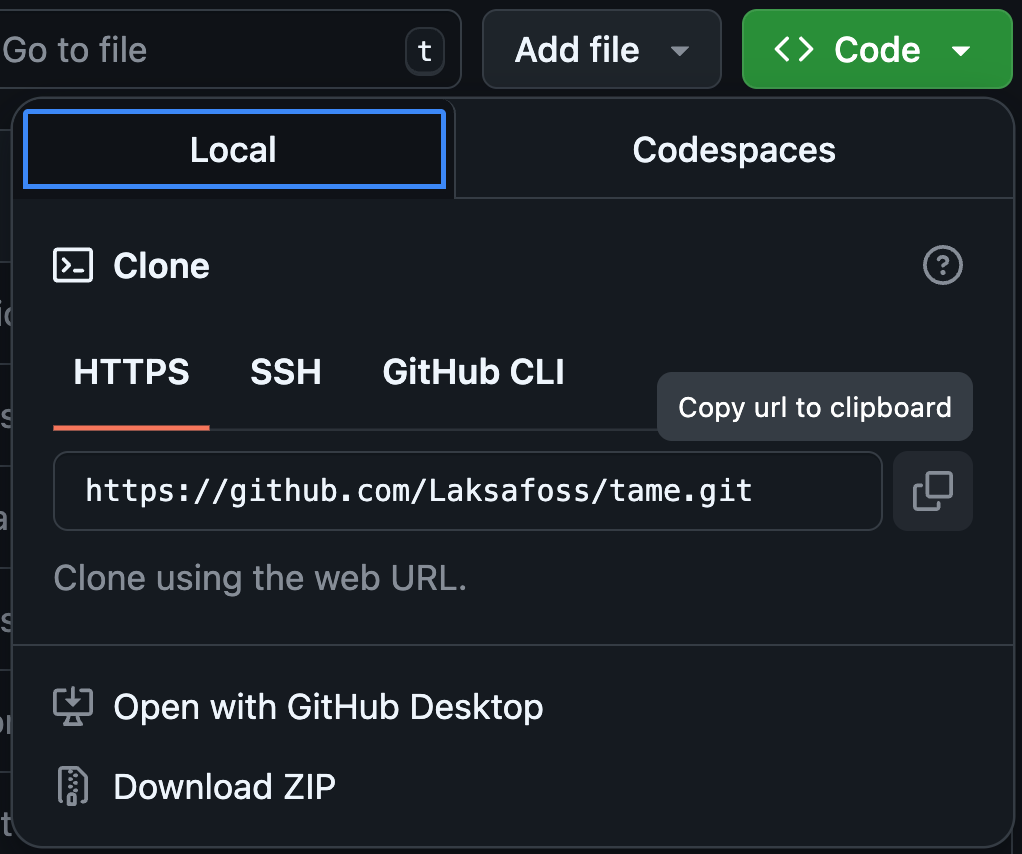 Go to file
t
Add file
Code
Local
Codespaces
Clone
HTTPS
SSH
GitHub CLI
Copy url to clipboard
https://github.com/Laksafoss/tame.git
Clone using the web URL.
Open with GitHub Desktop
Download ZIP